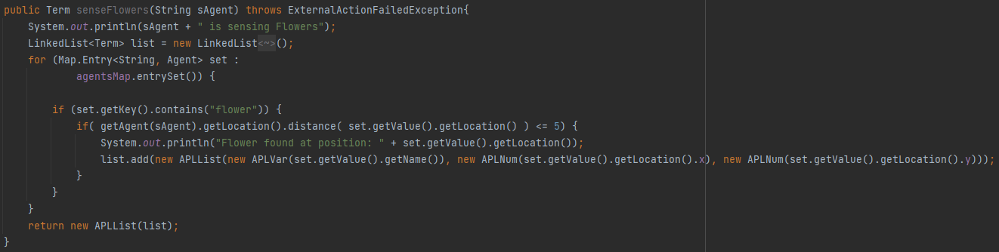 public Term senseFlowers(String sAgent) throws ExternalActionFailedException{
    System.out.println(sAgent + " is sensing Flowers");
    LinkedList<Term> list = new LinkedList<~>();
    for (Map.Entry<String, Agent> set :
            agentsMap.entrySet()) {
        if (set.getKey().contains("flower")) {
            if( getAgent(sAgent).getLocation().distance( set.getValue().getLocation() ) <= 5) {
                System.out.println("Flower found at position: " + set.getValue().getLocation());
                list.add(new APLList(new APLVar(set.getValue().getName()), new APLNum(set.getValue().getLocation().x), new APLNum(set.getValue().getLocation().y)));
            }
        }
    }
    return new APLList(list);
}